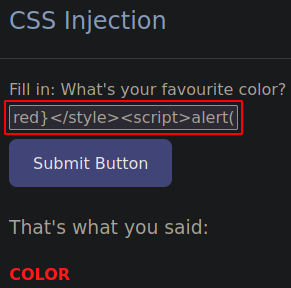 CSS Injection
Fill in: What's your favourite color?
red}</style><script>alert(
Submit Button
That's what you said:
COLOR